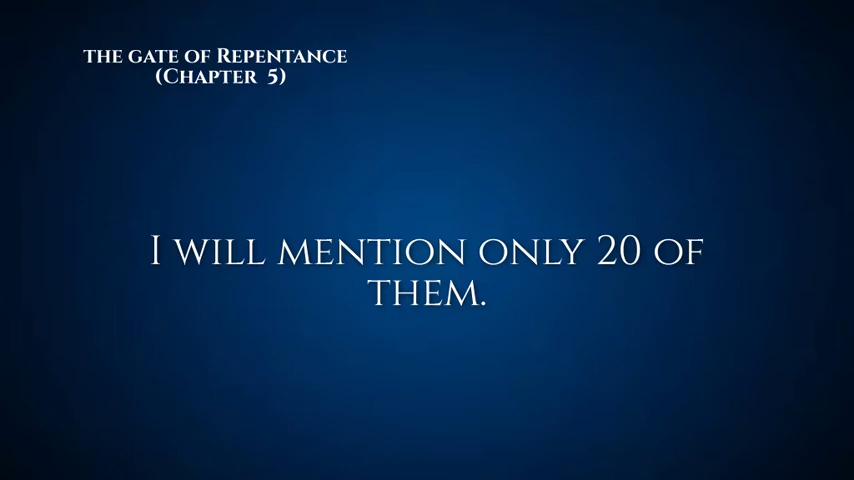 THE GATE OF REPENTANCE
(CHAPTER 5)
I WILL MENTION ONLY 20 OF
THEM.